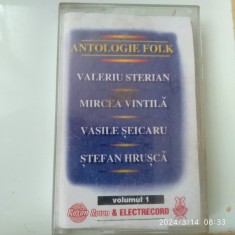 ANTOLOGIE FOLK
VALERIU STERIAN
MIRCEA VINTILĂ
VASILE ȘEICARU
ȘTEFAN HRUȘCĂ
volumul 1
& ELECTRECORD
2024/3/14 08:33